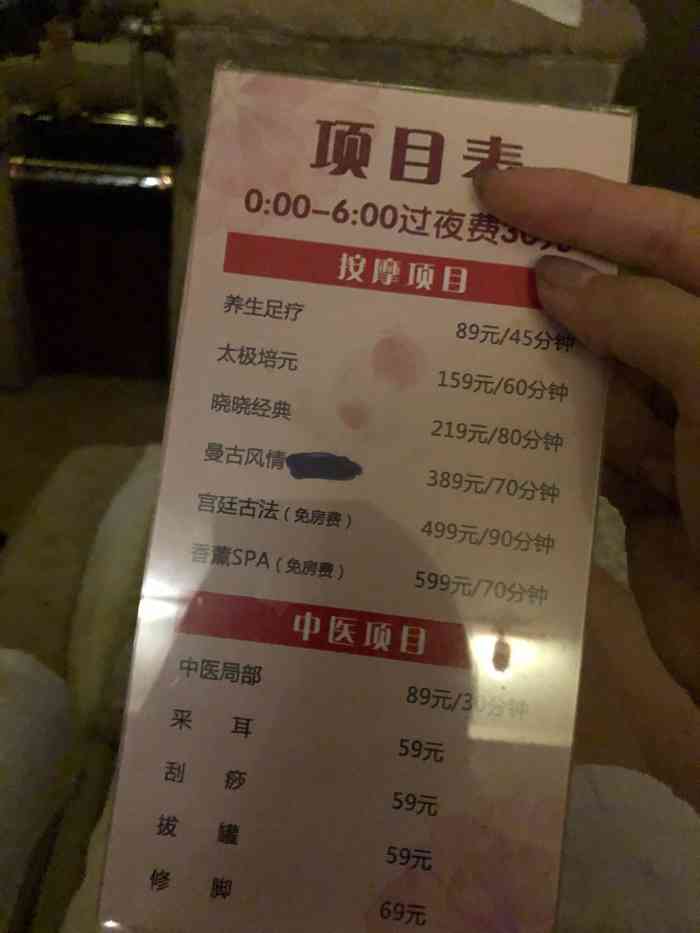 项目表
0:00-6:00过夜费30元
按摩项目
养生足疗 89元/45分钟
太极培元 159元/60分钟
晓晓经典 219元/80分钟
曼古风情 389元/70分钟
宫廷古法(免房费) 499元/90分钟
香薰SPA(免房费) 599元/70分钟
中医项目
中医局部 89元/30分钟
采耳 59元
刮痧 59元
拔罐 59元
修脚 69元